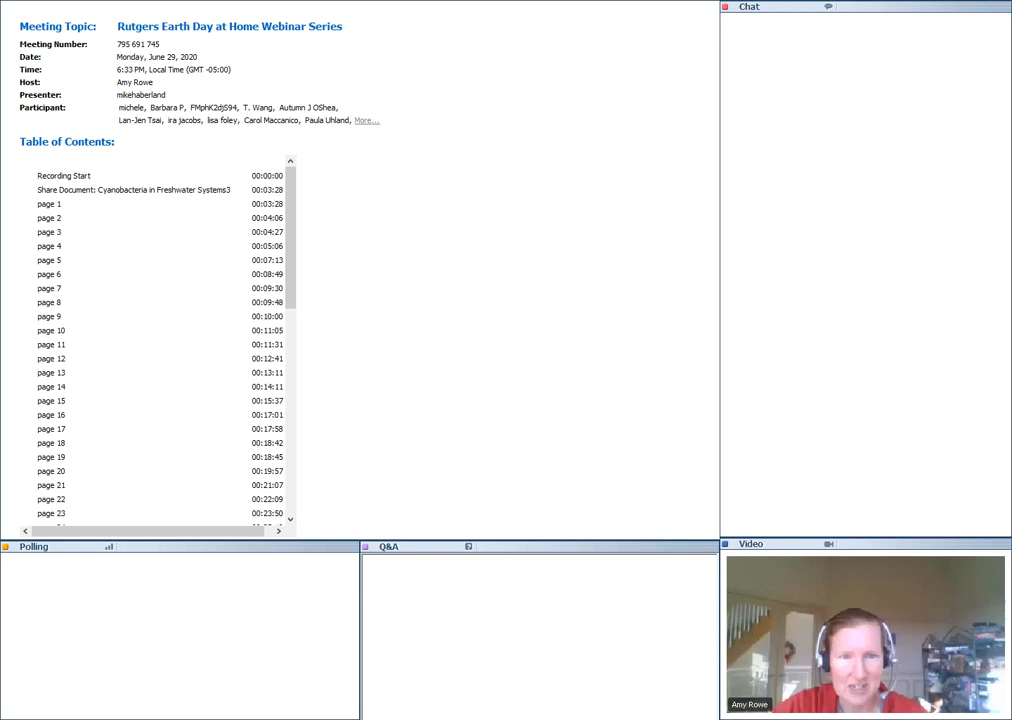 Meeting Topic: Rutgers Earth Day at Home Webinar Series
Meeting Number: 795 691 745
Date: Monday, June 29, 2020
Time: 6:33 PM, Local Time (GMT -05:00)
Host: Amy Rowe
Presenter: mikehaberland
Participant: michele, Barbara P, FMphK2djS94, T. Wang, Autumn J OShea,
Lan-Jen Tsai, ira jacobs, lisa foley, Carol Maccanico, Paula Uhland, More...
Table of Contents:
Recording Start 00:00:00
Share Document: Cyanobacteria in Freshwater Systems3 00:03:28
page 1 00:03:28
page 2 00:04:06
page 3 00:04:27
page 4 00:05:06
page 5 00:07:13
page 6 00:08:49
page 7 00:09:30
page 8 00:09:48
page 9 00:10:00
page 10 00:11:05
page 11 00:11:31
page 12 00:12:41
page 13 00:13:11
page 14 00:14:11
page 15 00:15:37
page 16 00:17:01
page 17 00:17:58
page 18 00:18:42
page 19 00:18:45
page 20 00:19:57
page 21 00:21:07
page 22 00:22:09
page 23 00:23:50
Chat
Polling
Q&A
Video
Amy Rowe